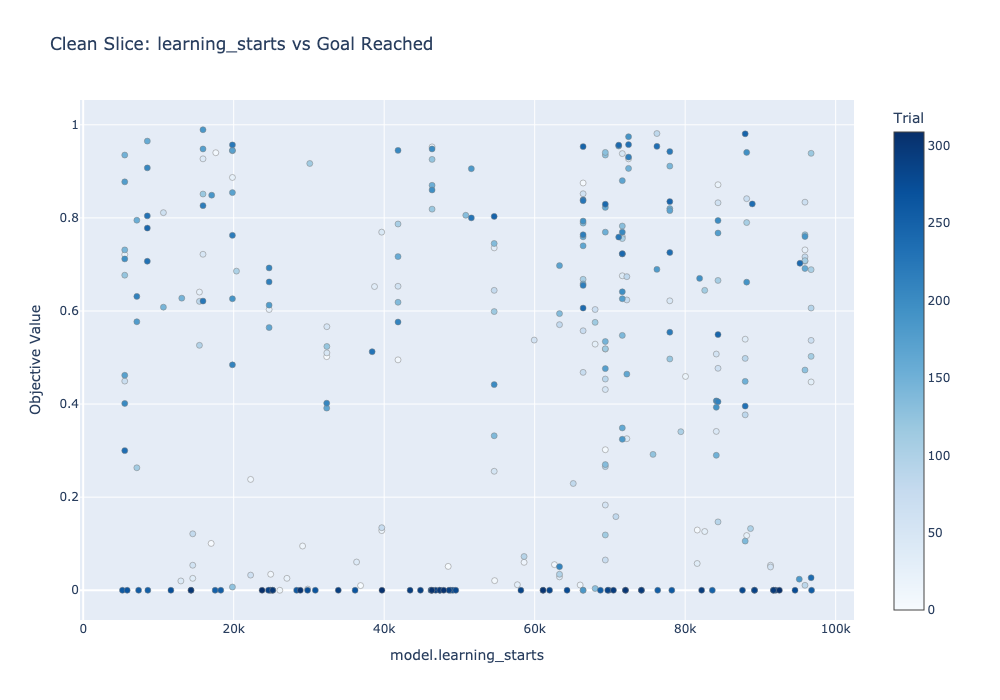 Clean Slice: learning_starts vs Goal Reached
Trial
300
250
200
150
100
50
0
Objective Value
1
0.8
0.6
0.4
0.2
0
0
20k
40k
60k
80k
100k
model.learning_starts